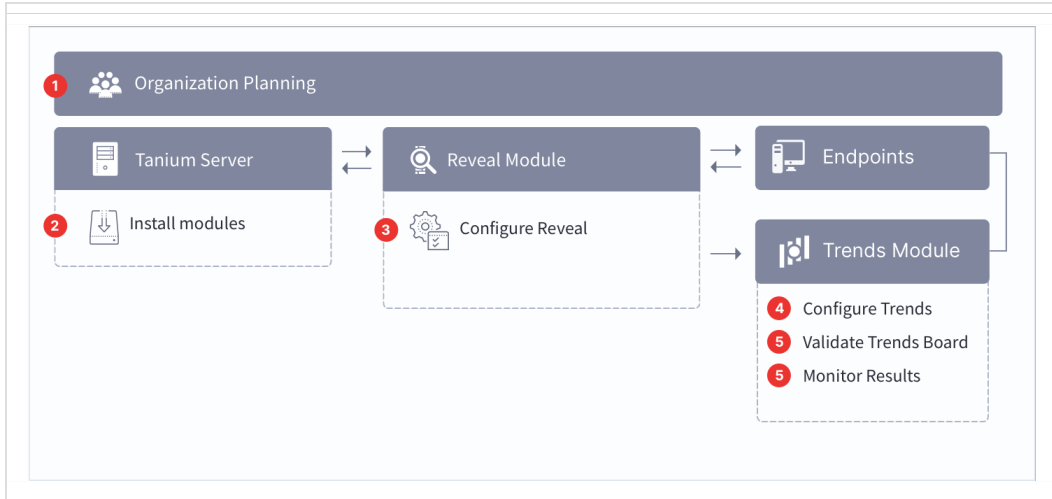 1 Organization Planning
Tanium Server
2 Install modules
Reveal Module
3 Configure Reveal
Endpoints
Trends Module
4 Configure Trends
5 Validate Trends Board
5 Monitor Results